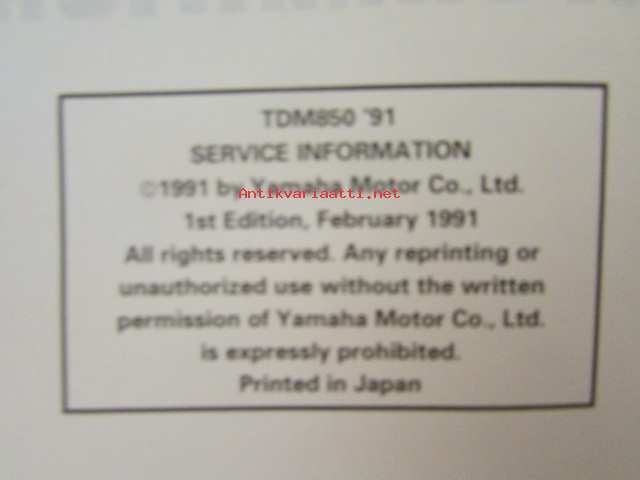 TDM850 '91
SERVICE INFORMATION
©1991 by Yamaha Motor Co., Ltd.
Antikvariaatti.net
1st Edition, February 1991
All rights reserved. Any reprinting or
unauthorized use without the written
permission of Yamaha Motor Co., Ltd.
is expressly prohibited.
Printed in Japan